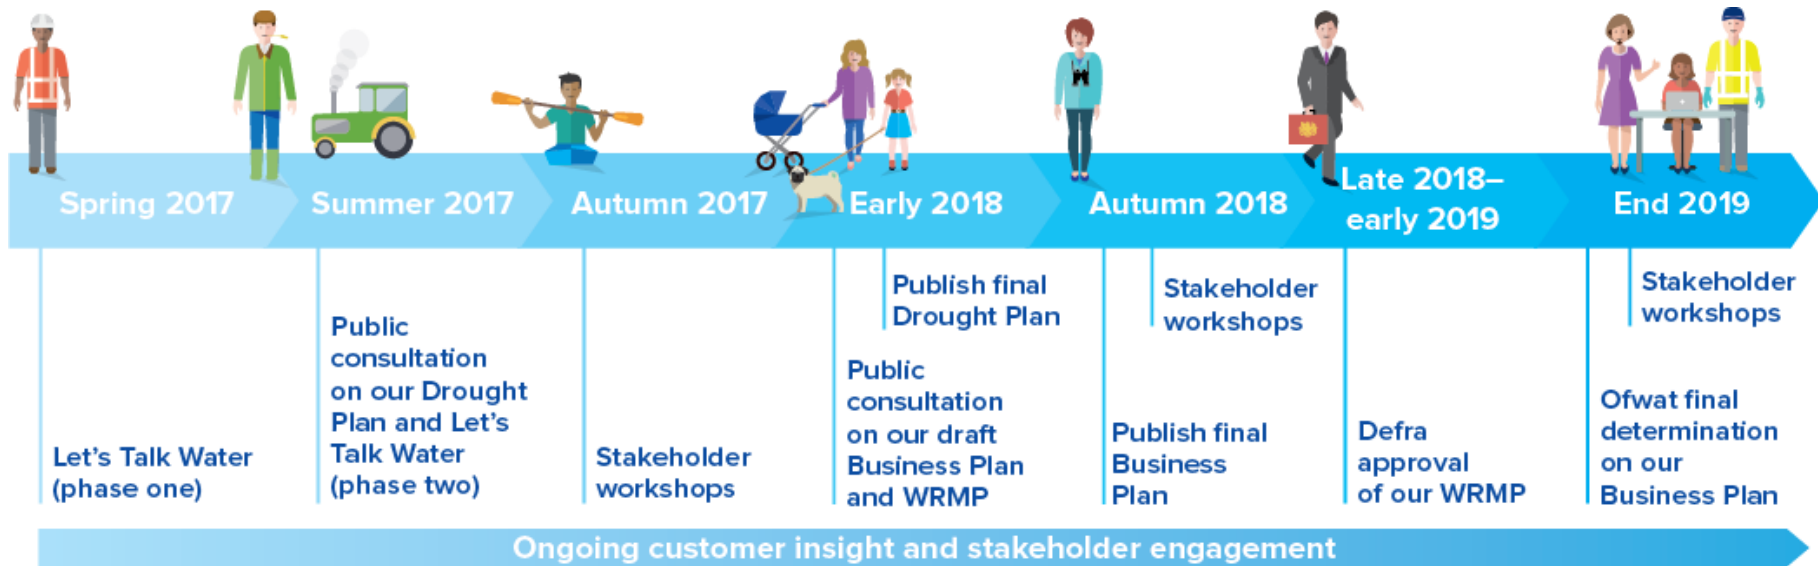 Spring 2017
Summer 2017
Autumn 2017
Early 2018
Autumn 2018
Late 2018–
early 2019
End 2019
Let's Talk Water
(phase one)
Public
consultation
on our Drought
Plan and Let's
Talk Water
(phase two)
Stakeholder
workshops
Publish final
Drought Plan
Public
consultation
on our draft
Business Plan
and WRMP
Stakeholder
workshops
Publish final
Business
Plan
Defra
approval
of our WRMP
Stakeholder
workshops
Ofwat final
determination
on our
Business Plan
Ongoing customer insight and stakeholder engagement